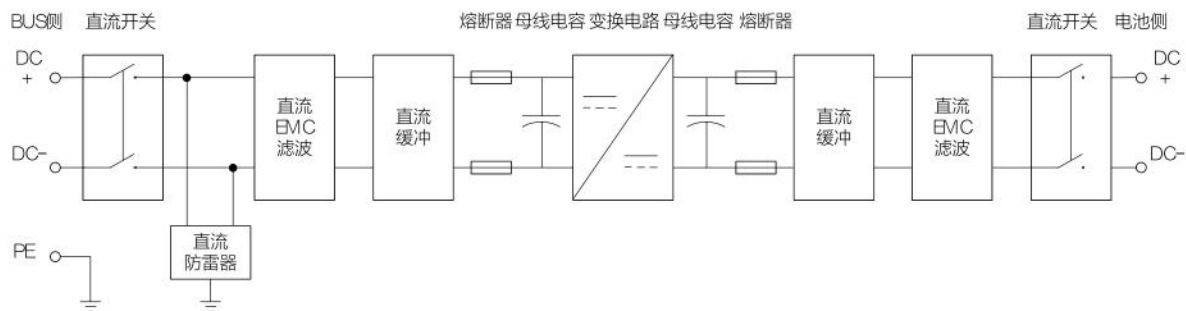 BUS侧 直流开关 熔断器 母线电容 变换电路 母线电容 熔断器 直流开关 电池侧
DC
+
DC-
PE
直流
防雷器
直流
EMC
滤波
直流
缓冲
直流
缓冲
直流
EMC
滤波
DC
+
DC-